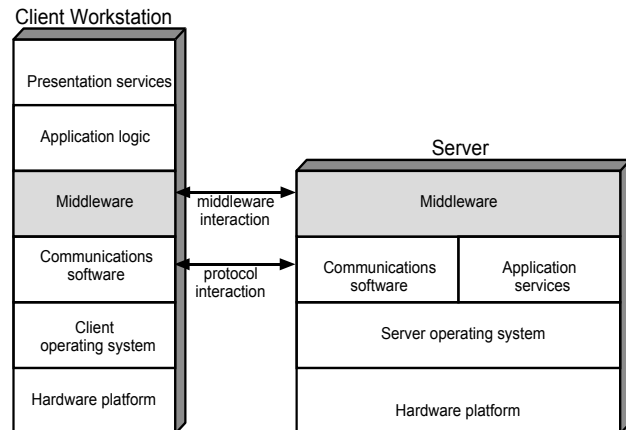 Client Workstation
Presentation services
Application logic
Middleware
Communications
software
Client
operating system
Hardware platform
middleware
interaction
protocol
interaction
Server
Middleware
Communications
software
Application
services
Server operating system
Hardware platform